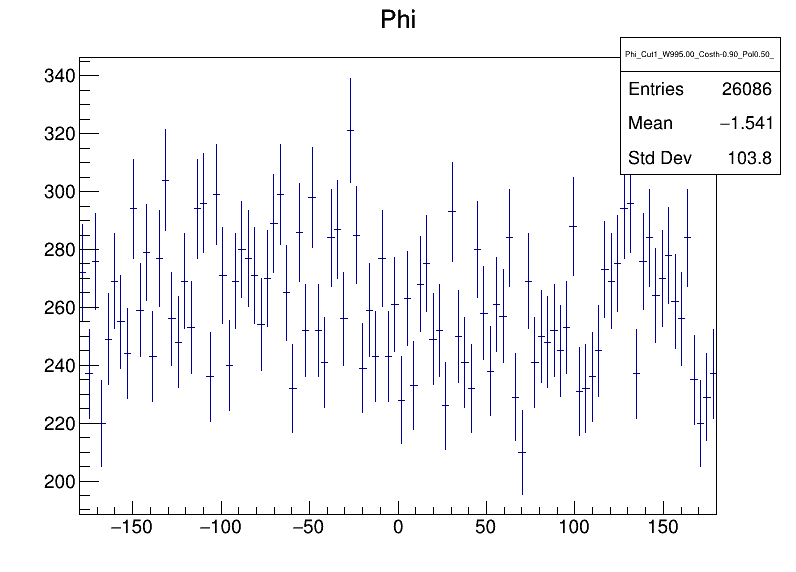 Phi
Phi_Cut1_W995.00_Costh-0.90_Pol0.50_
Entries 26086
Mean −1.541
Std Dev 103.8
340
320
300
280
260
240
220
200
−150 −100 −50 0 50 100 150